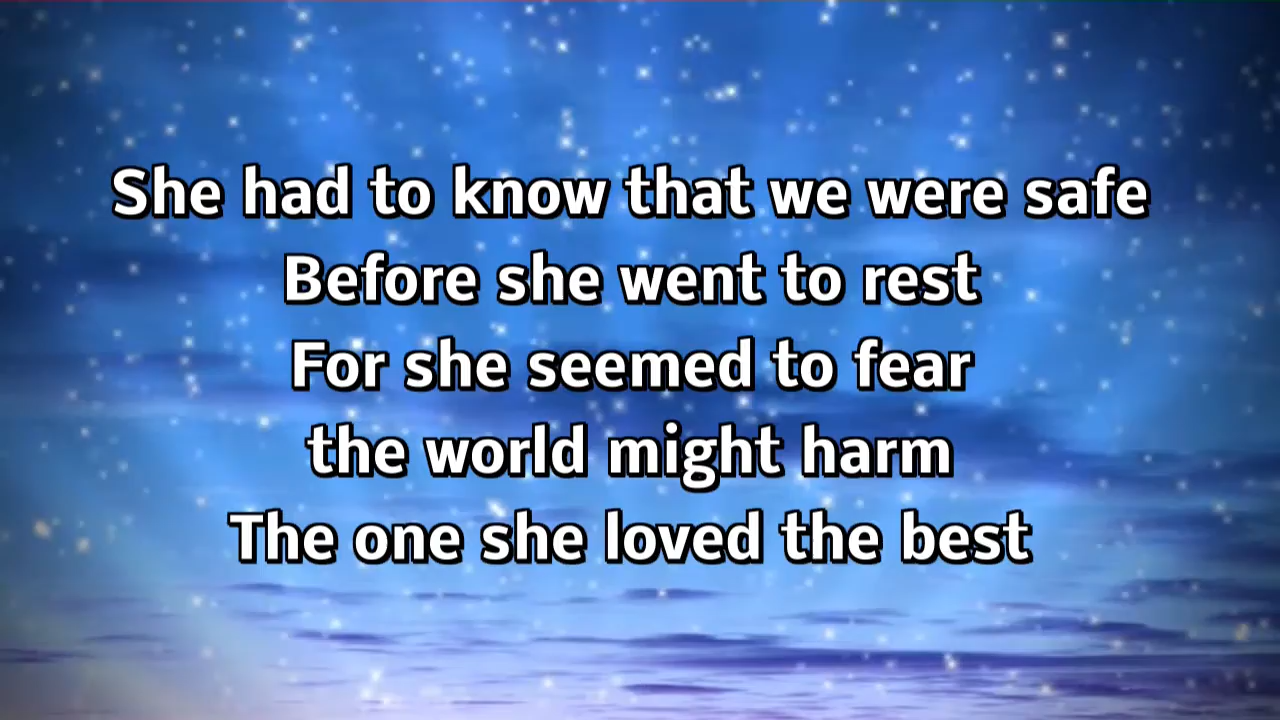 She had to know that we were safe
Before she went to rest
For she seemed to fear
the world might harm
The one she loved the best